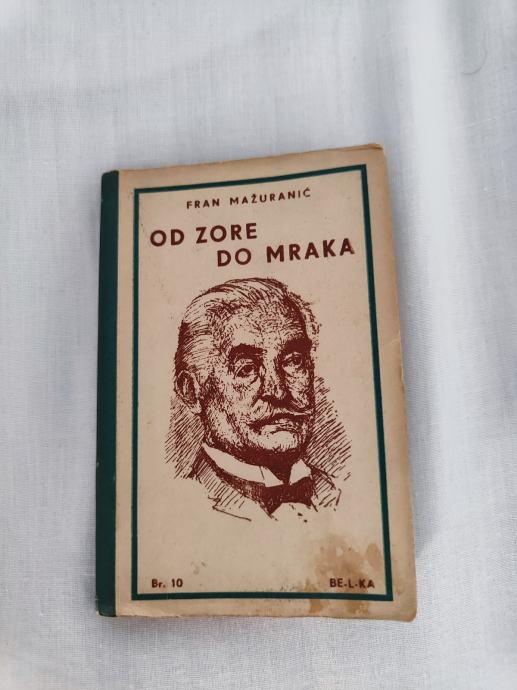 FRAN MAŽURANIĆ
OD ZORE
DO MRAKA
Br. 10
BE-L-KA